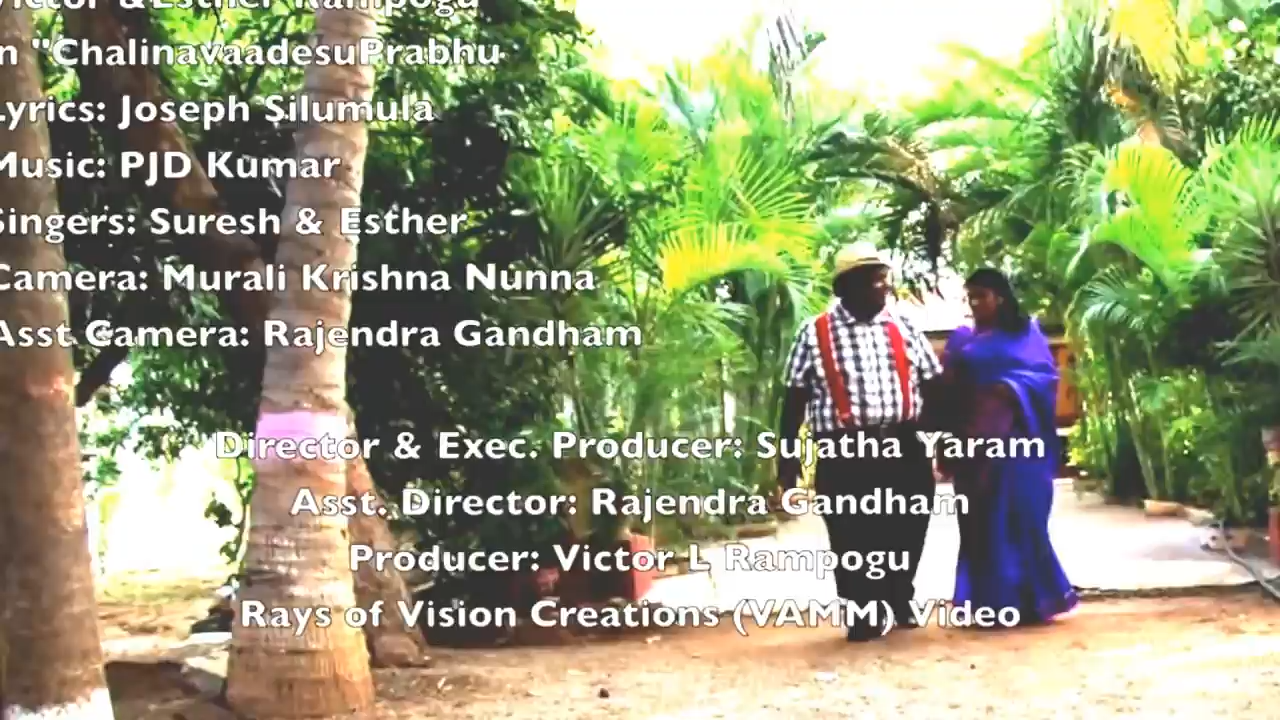 Victor &Esther Rampogu
n "ChalinavaadesuPrabhu
Lyrics: Joseph Silumula
Music: PJD Kumar
Singers: Suresh & Esther
Camera: Murali Krishna Nunna
Asst Camera: Rajendra Gandham
Director & Exec. Producer: Sujatha Yaram
Asst. Director: Rajendra Gandham
Producer: Victor L Rampogu
Rays of Vision Creations (VAMM) Video